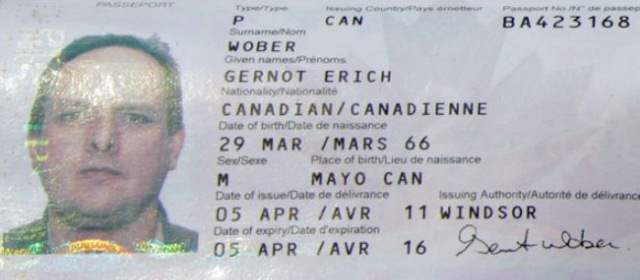 PASSEPORT
Type/Type Issuing Country/Pays émetteur Passport No./N° de passeport
P CAN BA423168
Surname/Nom
WOBER
Given names/Prénoms
GERNOT ERICH
Nationality/Nationalité
CANADIAN/CANADIENNE
Date of birth/Date de naissance
29 MAR /MARS 66
Sex/Sexe Place of birth/Lieu de naissance
M MAYO CAN
Date of issue/Date de délivrance Issuing Authority/Autorité de délivrance
05 APR /AVR 11 WINDSOR
Date of expiry/Date d'expiration
05 APR /AVR 16 Gernot Wober